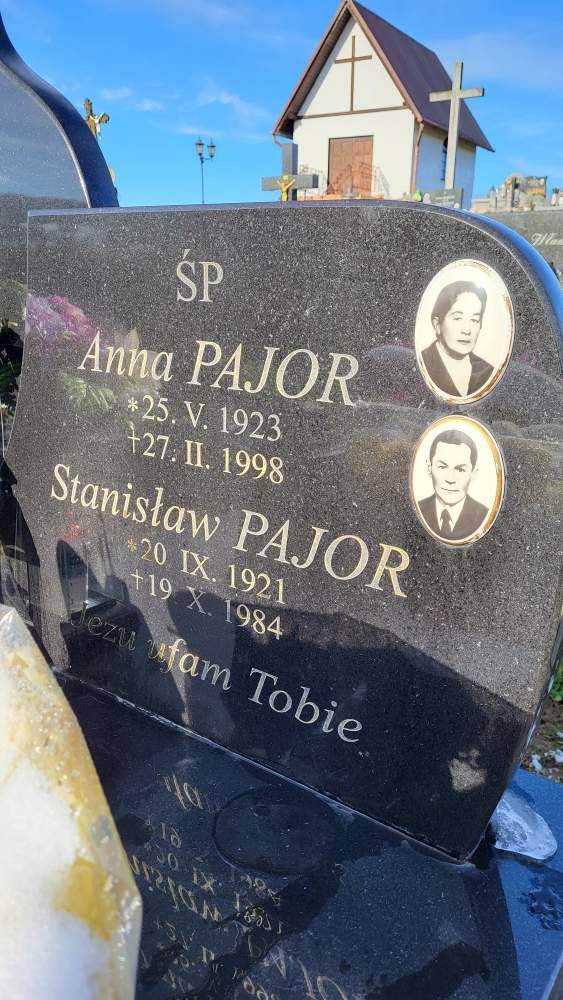 ŚP
Anna PAJOR
*25. V. 1923
†27. II. 1998
Stanisław PAJOR
*20 IX. 1921
†19. X. 1984
Jezu ufam Tobie